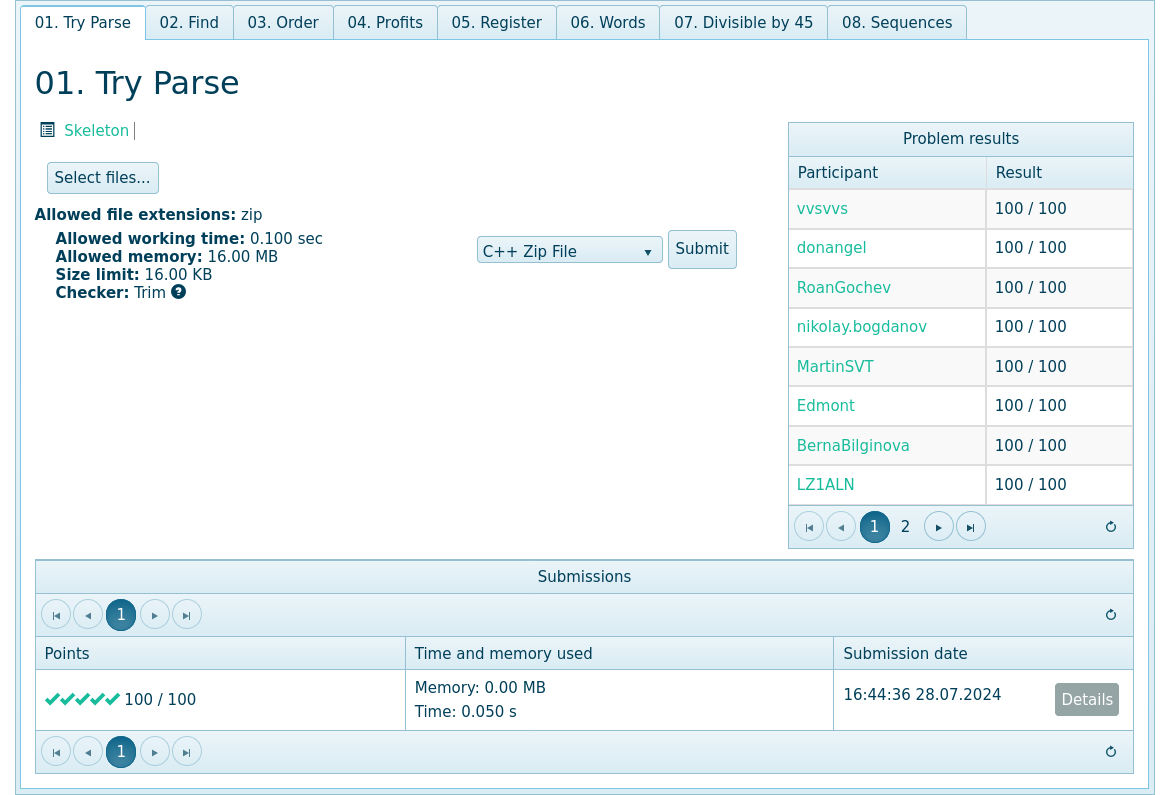 01. Try Parse 02. Find 03. Order 04. Profits 05. Register 06. Words 07. Divisible by 45 08. Sequences
01. Try Parse
Skeleton |
Select files...
Allowed file extensions: zip
Allowed working time: 0.100 sec
Allowed memory: 16.00 MB
Size limit: 16.00 KB
Checker: Trim ?
C++ Zip File Submit
Problem results
Participant Result
vvsvvs 100 / 100
donangel 100 / 100
RoanGochev 100 / 100
nikolay.bogdanov 100 / 100
MartinSVT 100 / 100
Edmont 100 / 100
BernaBilginova 100 / 100
LZ1ALN 100 / 100
1 2
Submissions
1
Points Time and memory used Submission date
100 / 100 Memory: 0.00 MB 16:44:36 28.07.2024 Details
Time: 0.050 s
1